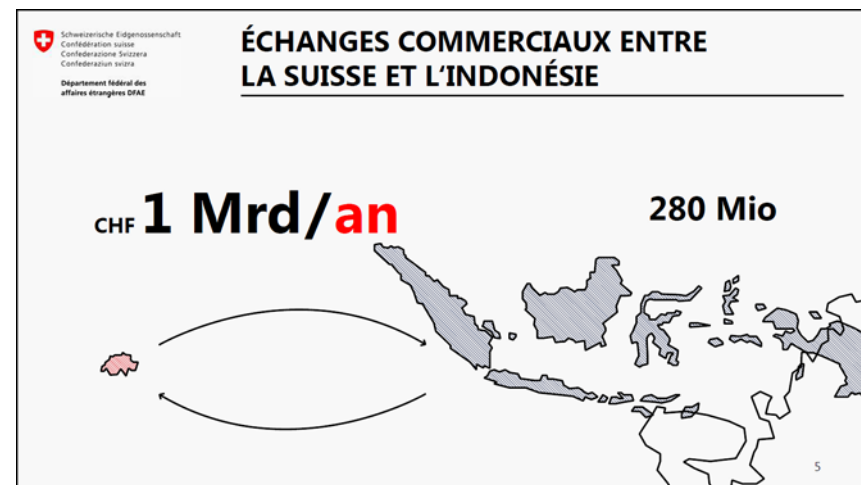 Schweizerische Eidgenossenschaft
Confédération suisse
Confederazione Svizzera
Confederaziun svizra
Département fédéral des
affaires étrangères DFAE
ÉCHANGES COMMERCIAUX ENTRE
LA SUISSE ET L‘INDONÉSIE
CHF 1 Mrd/an
280 Mio
5